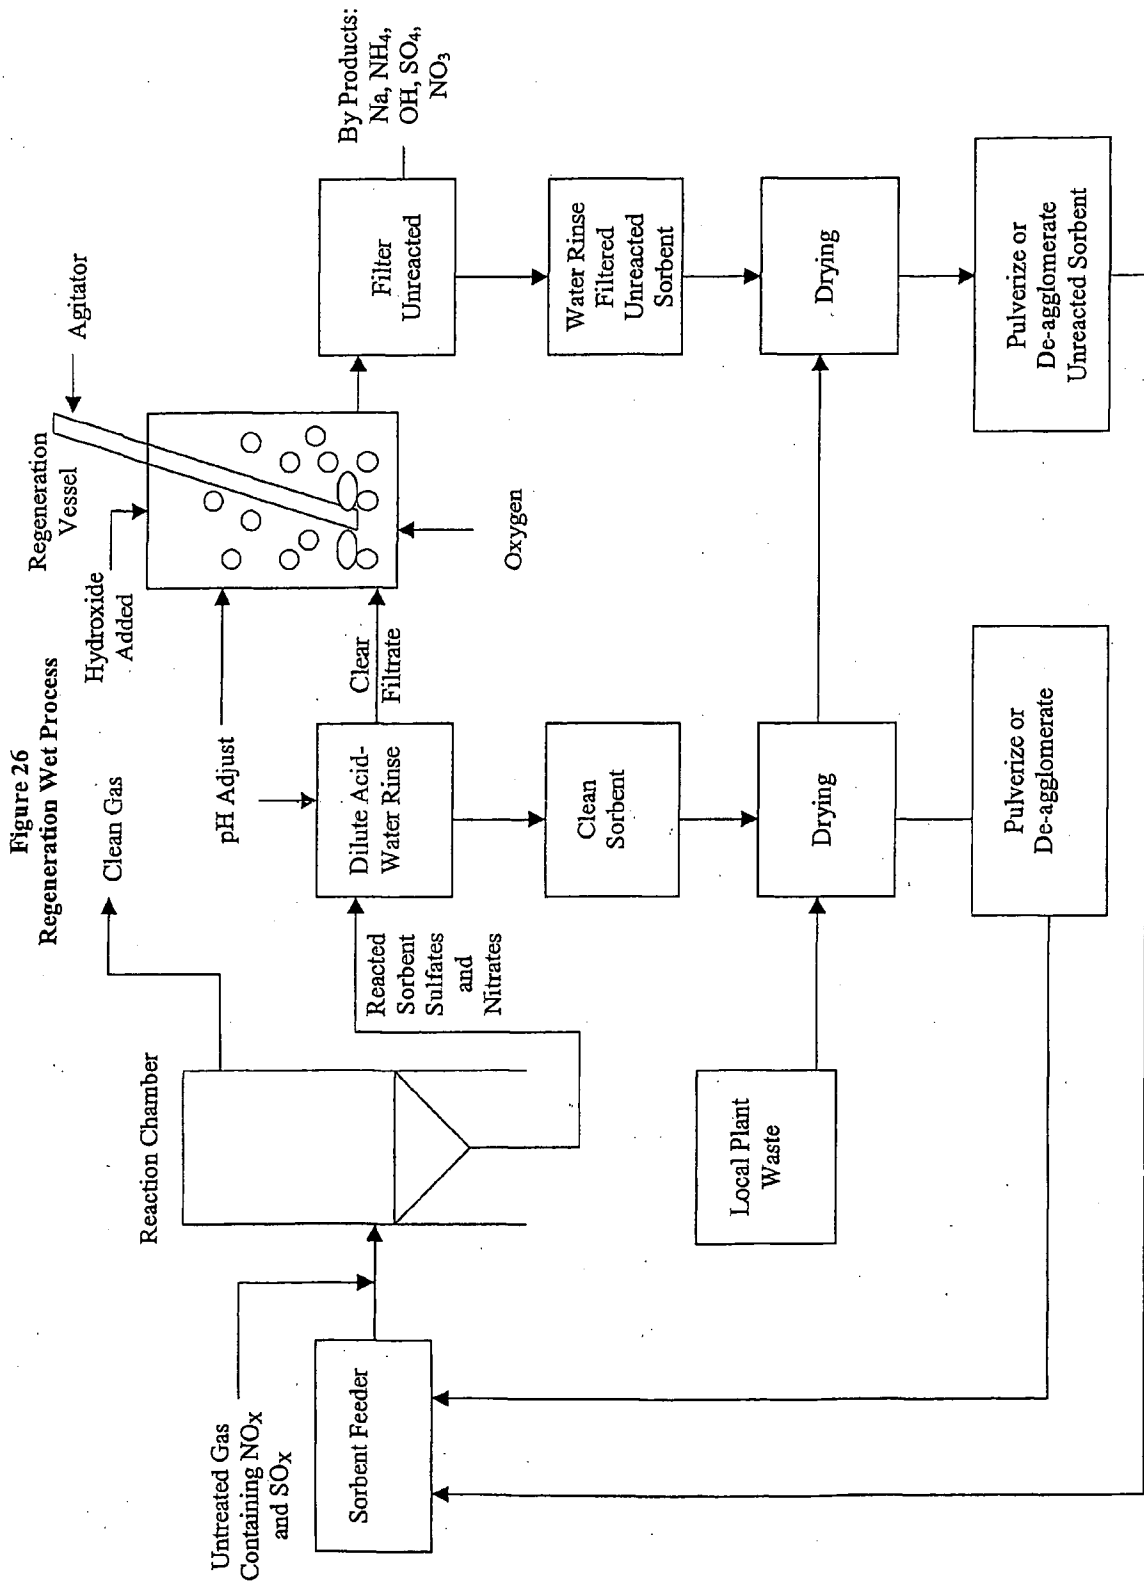 Figure 26
Regeneration Wet Process
Untreated Gas
Containing NOX
and SOX
Sorbent Feeder
Reaction Chamber
Clean Gas
Reacted
Sorbent
Sulfates
and
Nitrates
pH Adjust
Dilute Acid-
Water Rinse
Clear
Filtrate
Hydroxide
Added
Regeneration
Vessel
Agitator
Oxygen
Filter
Unreacted
By Products:
Na, NH4,
OH, SO4,
NO3
Clean
Sorbent
Water Rinse
Filtered
Unreacted
Sorbent
Local Plant
Waste
Drying
Drying
Pulverize or
De-agglomerate
Pulverize or
De-agglomerate
Unreacted Sorbent